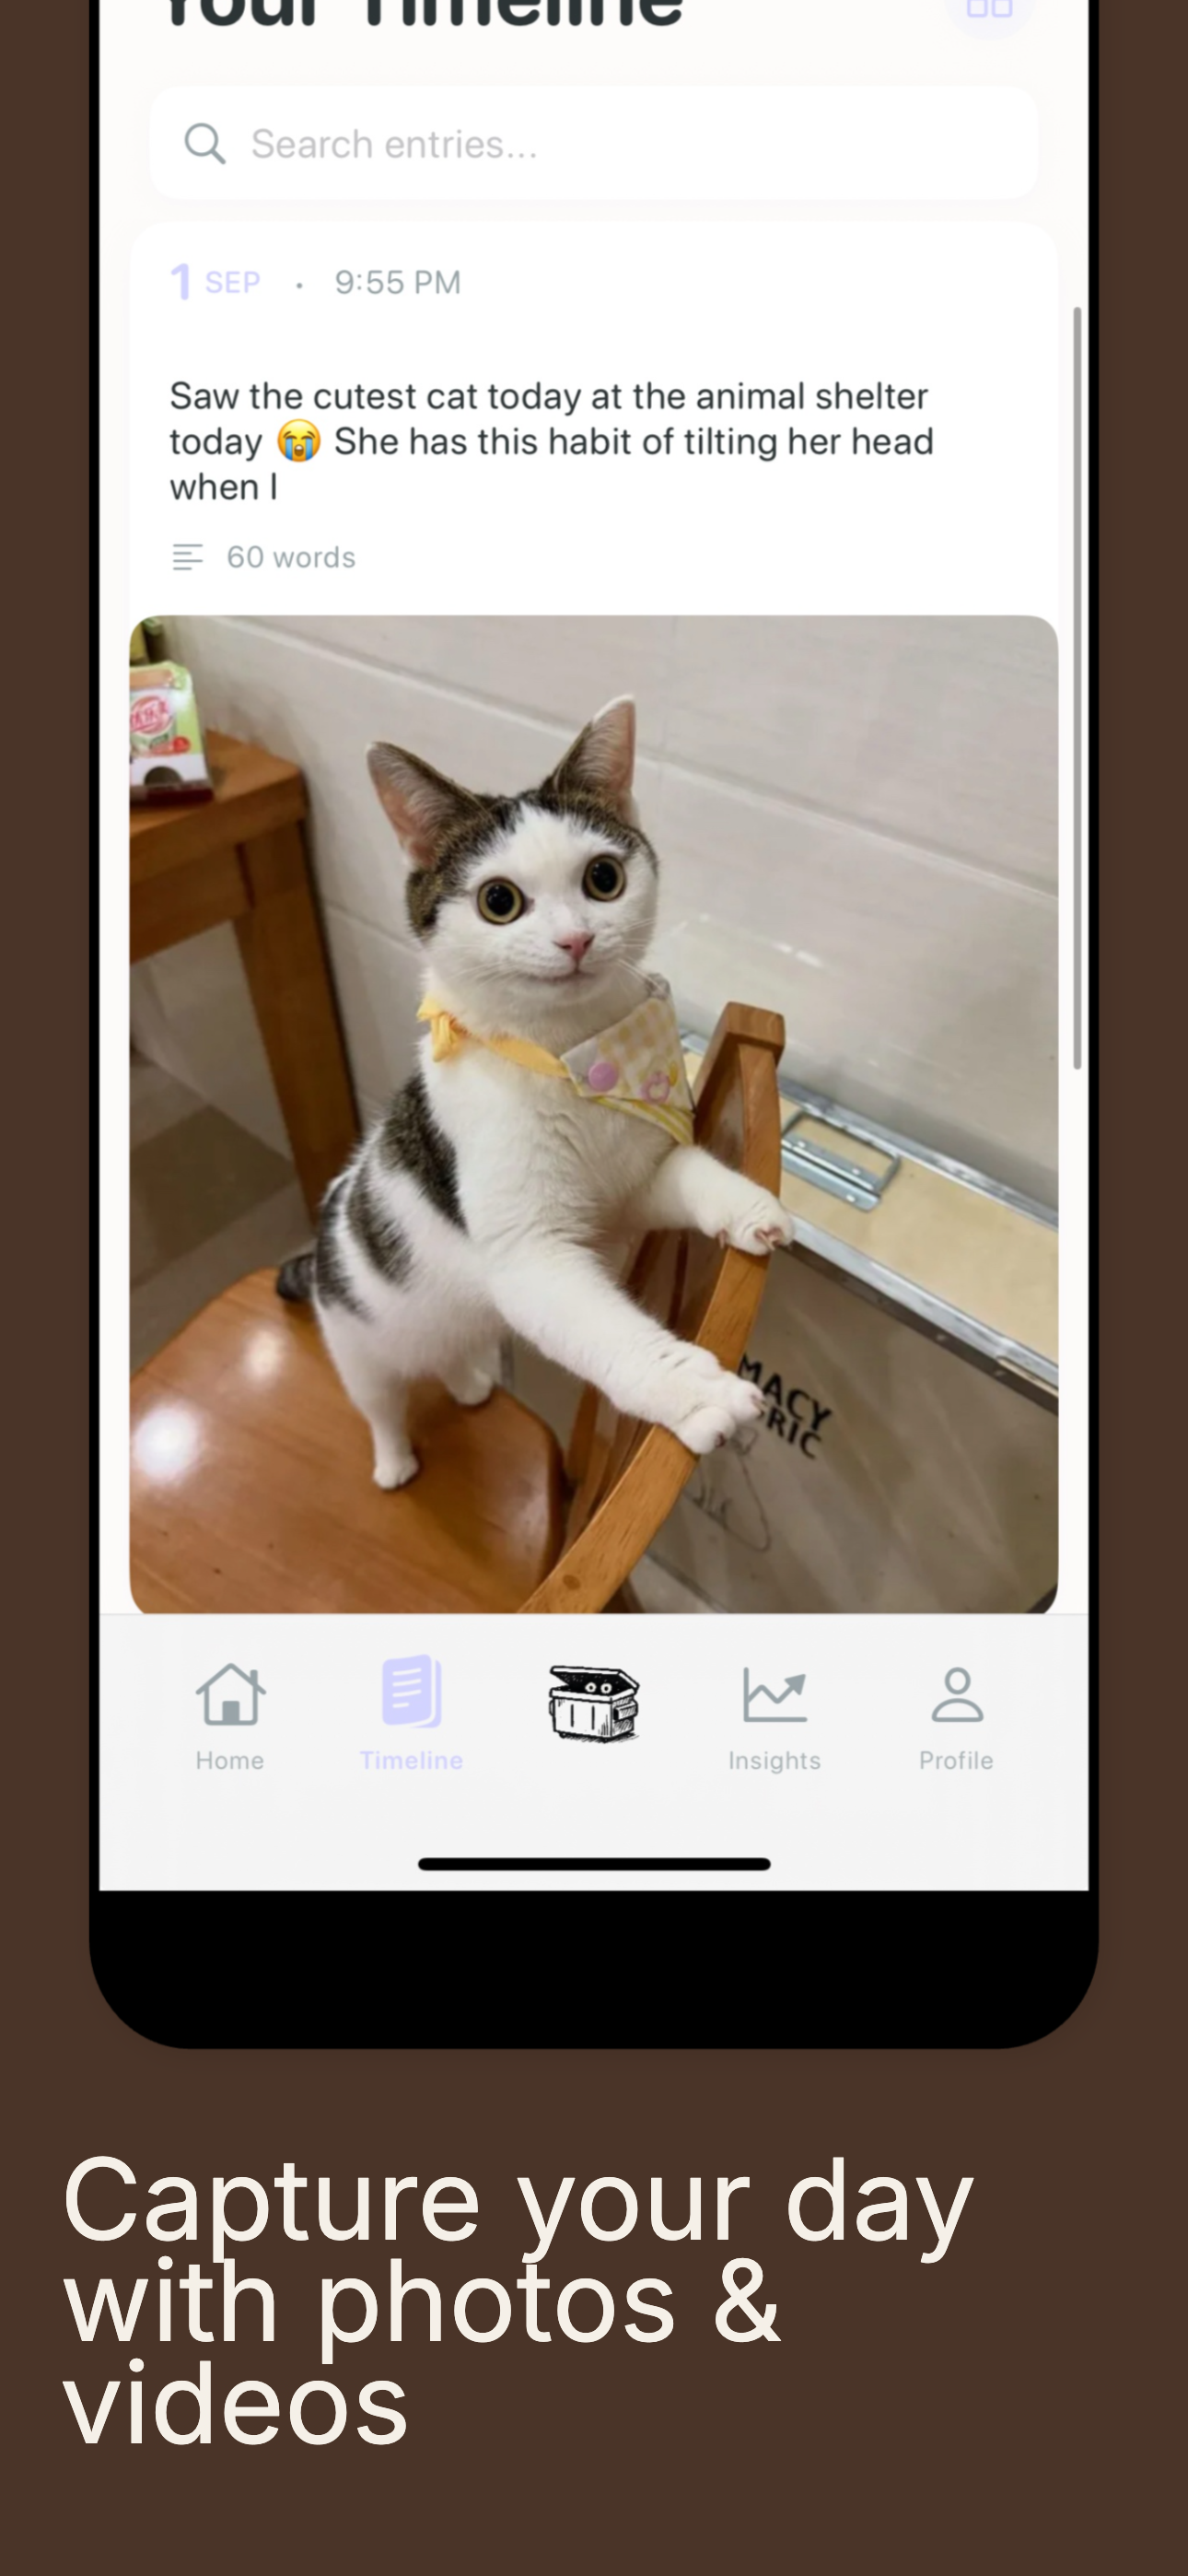 Your Timeline
Search entries...
1 SEP · 9:55 PM
Saw the cutest cat today at the animal shelter
today 😭 She has this habit of tilting her head
when I
60 words
MACY
RIC
Home
Timeline
Insights
Profile
Capture your day
with photos &
videos